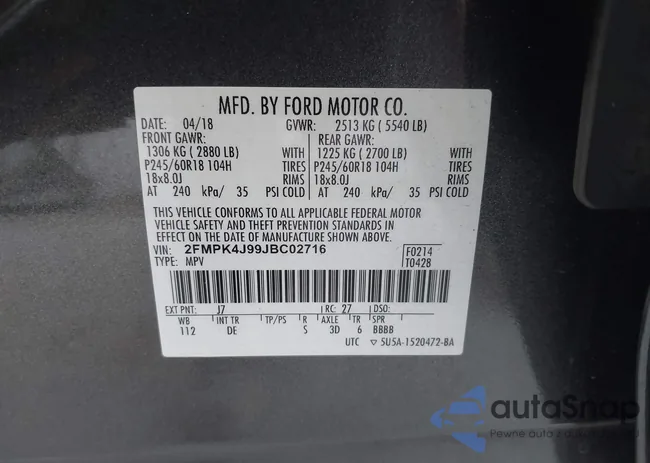 MFD. BY FORD MOTOR CO.
DATE: 04/18 GVWR: 2513 KG ( 5540 LB)
FRONT GAWR: REAR GAWR:
1306 KG ( 2880 LB) WITH 1225 KG ( 2700 LB) WITH
P245/60R18 104H TIRES P245/60R18 104H TIRES
18x8.0J RIMS 18x8.0J RIMS
AT 240 kPa/ 35 PSI COLD AT 240 kPa/ 35 PSI COLD
THIS VEHICLE CONFORMS TO ALL APPLICABLE FEDERAL MOTOR
VEHICLE SAFETY AND THEFT PREVENTION STANDARDS IN
EFFECT ON THE DATE OF MANUFACTURE SHOWN ABOVE.
VIN: 2FMPK4J99JBC02716 F0214
TYPE: MPV T0428
EXT PNT: J7 RC: 27 DSO:
WB INT TR TP/PS R AXLE TR SPR
112 DE S 3D 6 BBBB
UTC ▽ 5U5A-1520472-BA
autoSnap
Pewne auto z